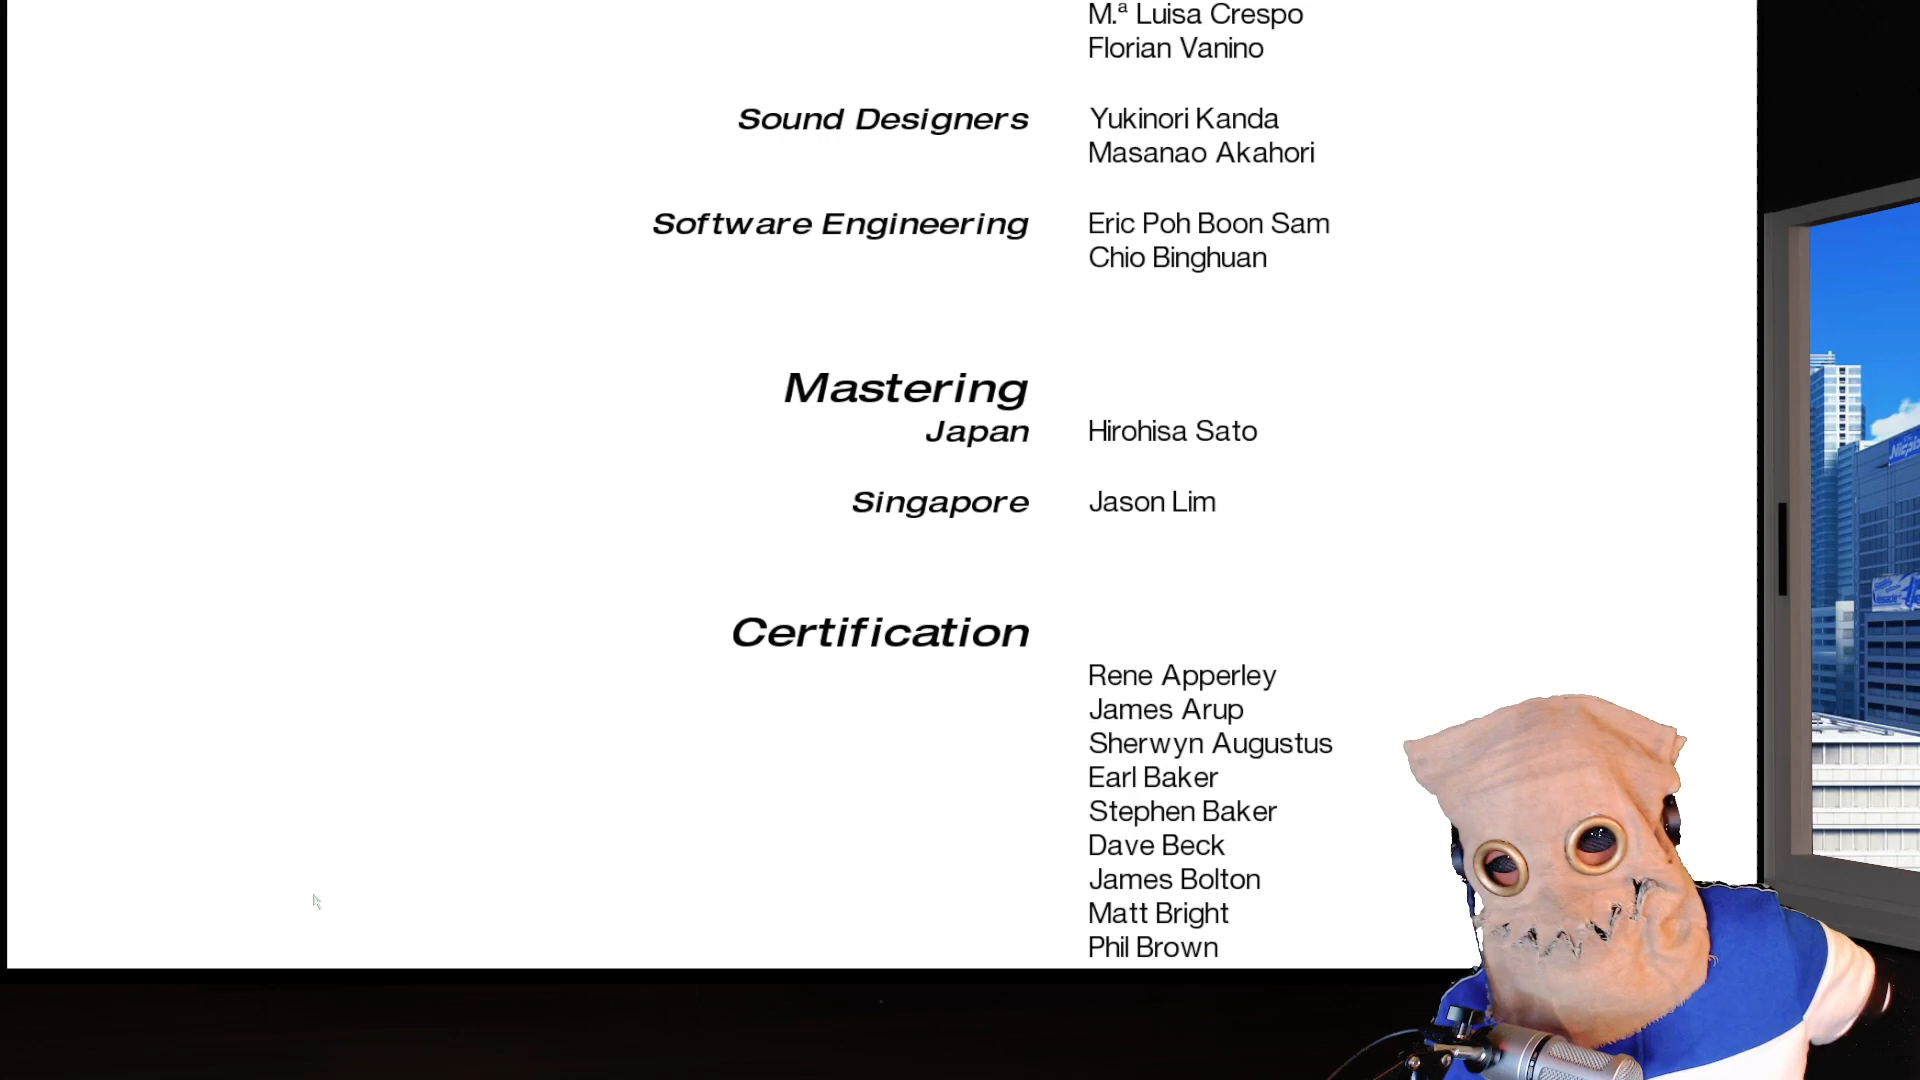 M.ª Luisa Crespo
Florian Vanino
Sound Designers Yukinori Kanda
Masanao Akahori
Software Engineering Eric Poh Boon Sam
Chio Binghuan
Mastering
Japan Hirohisa Sato
Singapore Jason Lim
Certification
Rene Apperley
James Arup
Sherwyn Augustus
Earl Baker
Stephen Baker
Dave Beck
James Bolton
Matt Bright
Phil Brown